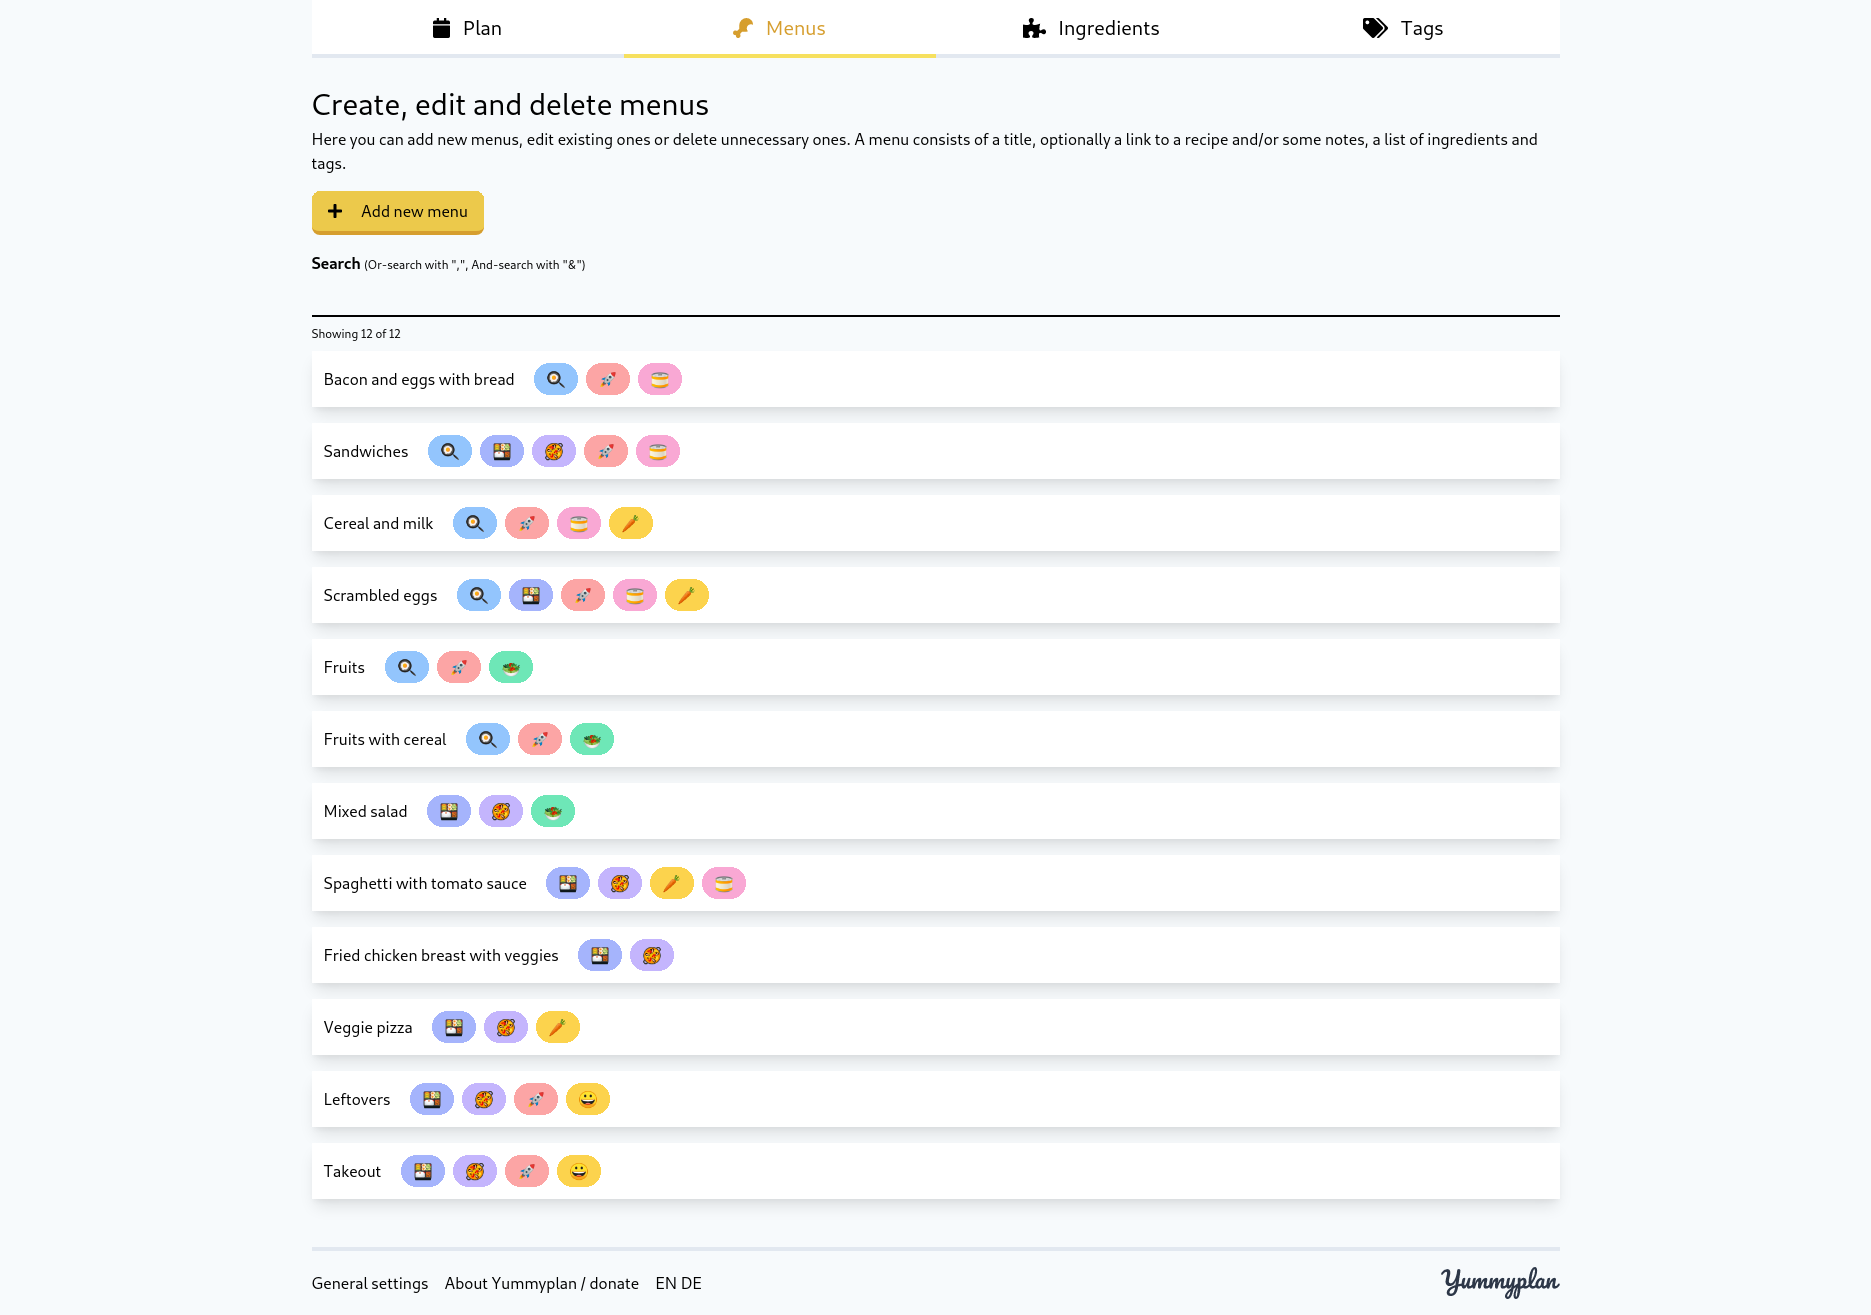 Plan
Menus
Ingredients
Tags
Create, edit and delete menus
Here you can add new menus, edit existing ones or delete unnecessary ones. A menu consists of a title, optionally a link to a recipe and/or some notes, a list of ingredients and
tags.
Add new menu
Search (Or-search with ",", And-search with "&")
Showing 12 of 12
Bacon and eggs with bread
Sandwiches
Cereal and milk
Scrambled eggs
Fruits
Fruits with cereal
Mixed salad
Spaghetti with tomato sauce
Fried chicken breast with veggies
Veggie pizza
Leftovers
Takeout
General settings About Yummyplan / donate EN DE
Yummyplan